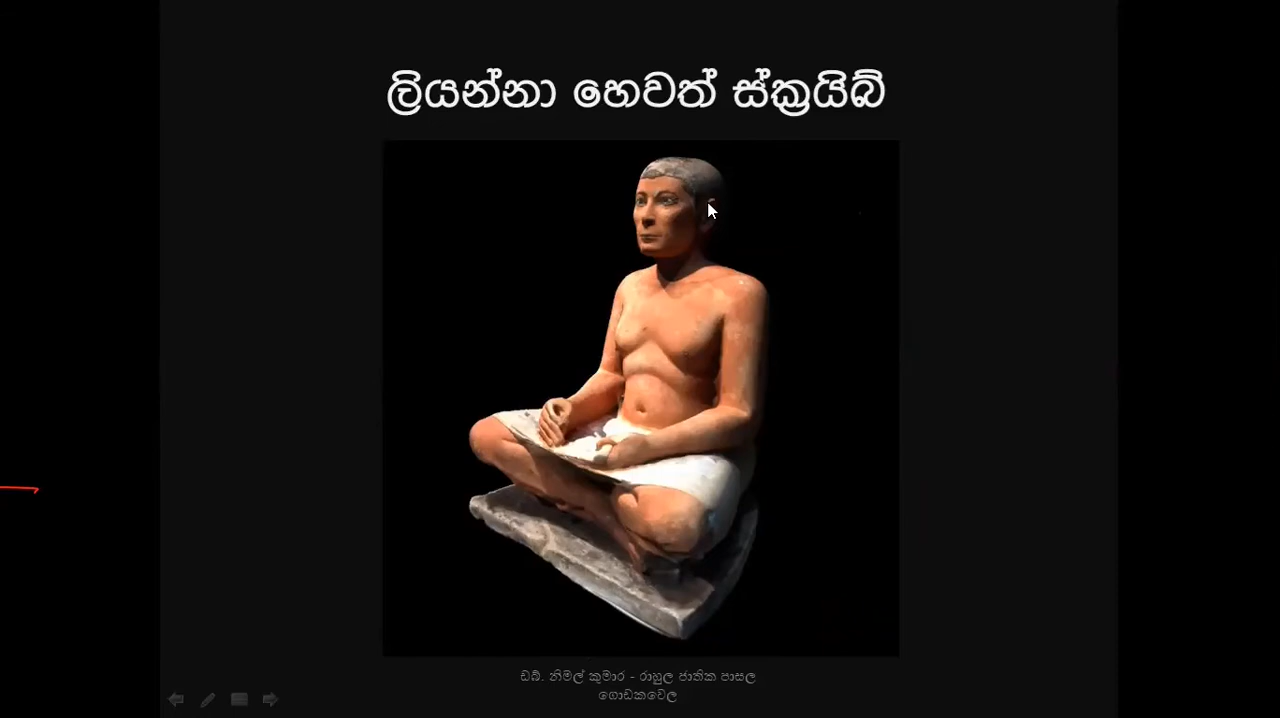 ලියන්නා හෙවත් ස්ක්‍රයිබ්
ඩබ්. නිමල් කුමාර - රාහුල ජාතික පාසල
ගොඩකවෙල